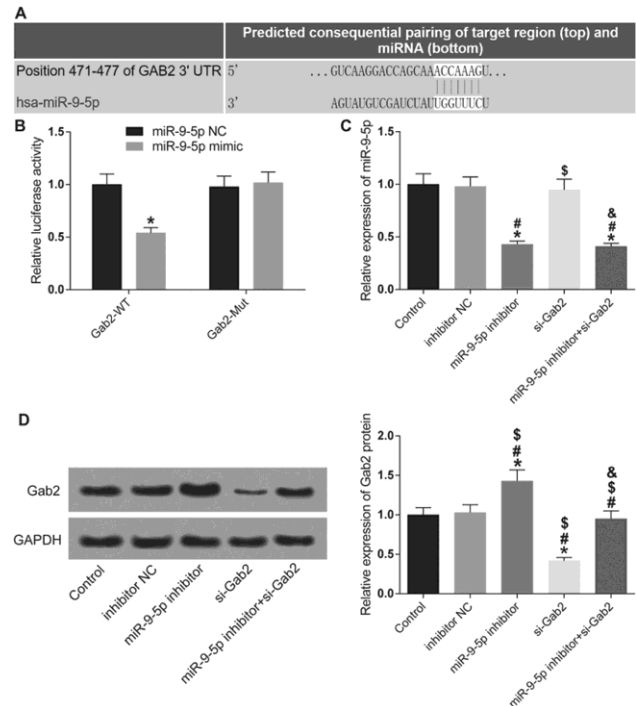 A
Predicted consequential pairing of target region (top) and
miRNA (bottom)
Position 471-477 of GAB2 3' UTR 5' ...GUCAAGGACCAGCAAACCAAAGU...
hsa-miR-9-5p 3' AGUAUGUCGAUCUAUUGGUUUCU
B
miR-9-5p NC
miR-9-5p mimic
Relative luciferase activity
1.5
1.0
0.5
0.0
*
Gab2-WT
Gab2-Mut
C
Relative expression of miR-9-5p
1.5
1.0
0.5
0.0
#
*
$
&
#
*
Control
inhibitor NC
miR-9-5p inhibitor
si-Gab2
miR-9-5p inhibitor+si-Gab2
D
Gab2
GAPDH
Control
inhibitor NC
miR-9-5p inhibitor
si-Gab2
miR-9-5p inhibitor+si-Gab2
Relative expression of Gab2 protein
2.0
1.5
1.0
0.5
0.0
$
#
*
$
#
*
&
$
#
Control
inhibitor NC
miR-9-5p inhibitor
si-Gab2
miR-9-5p inhibitor+si-Gab2